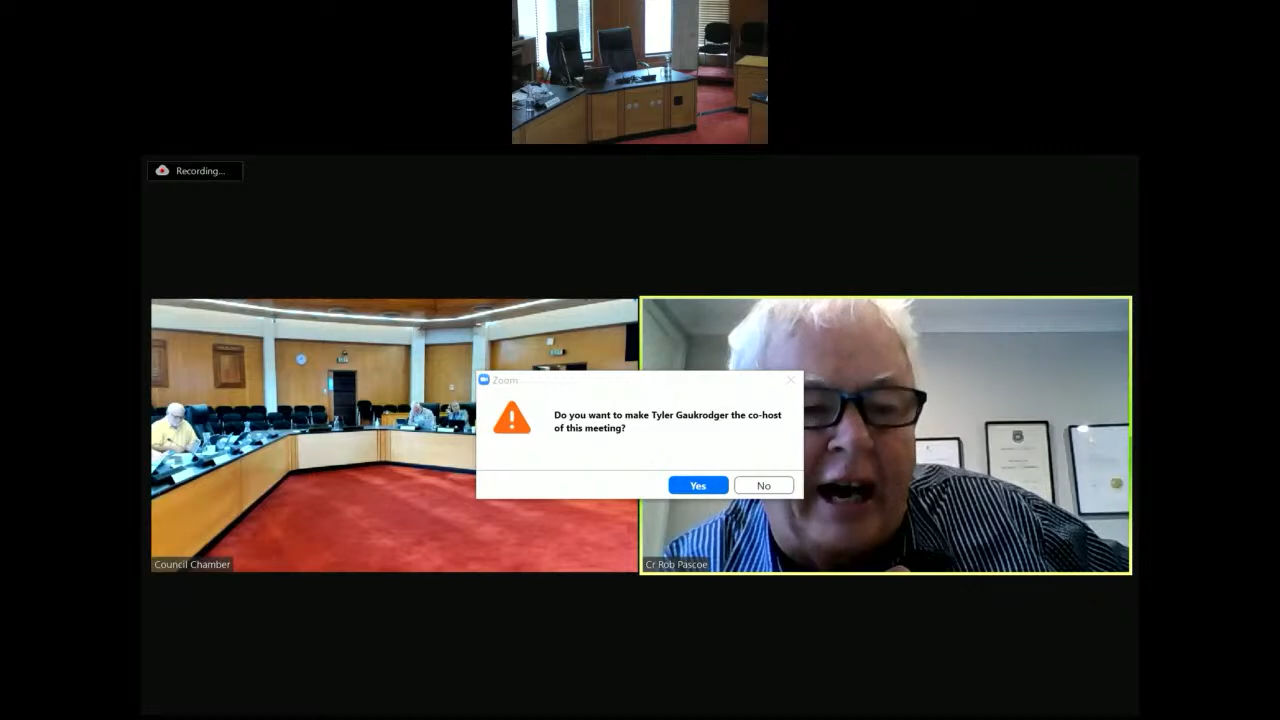 Recording...
Zoom
Do you want to make Tyler Gaukrodger the co-host
of this meeting?
Yes
No
Council Chamber
Cr Rob Pascoe